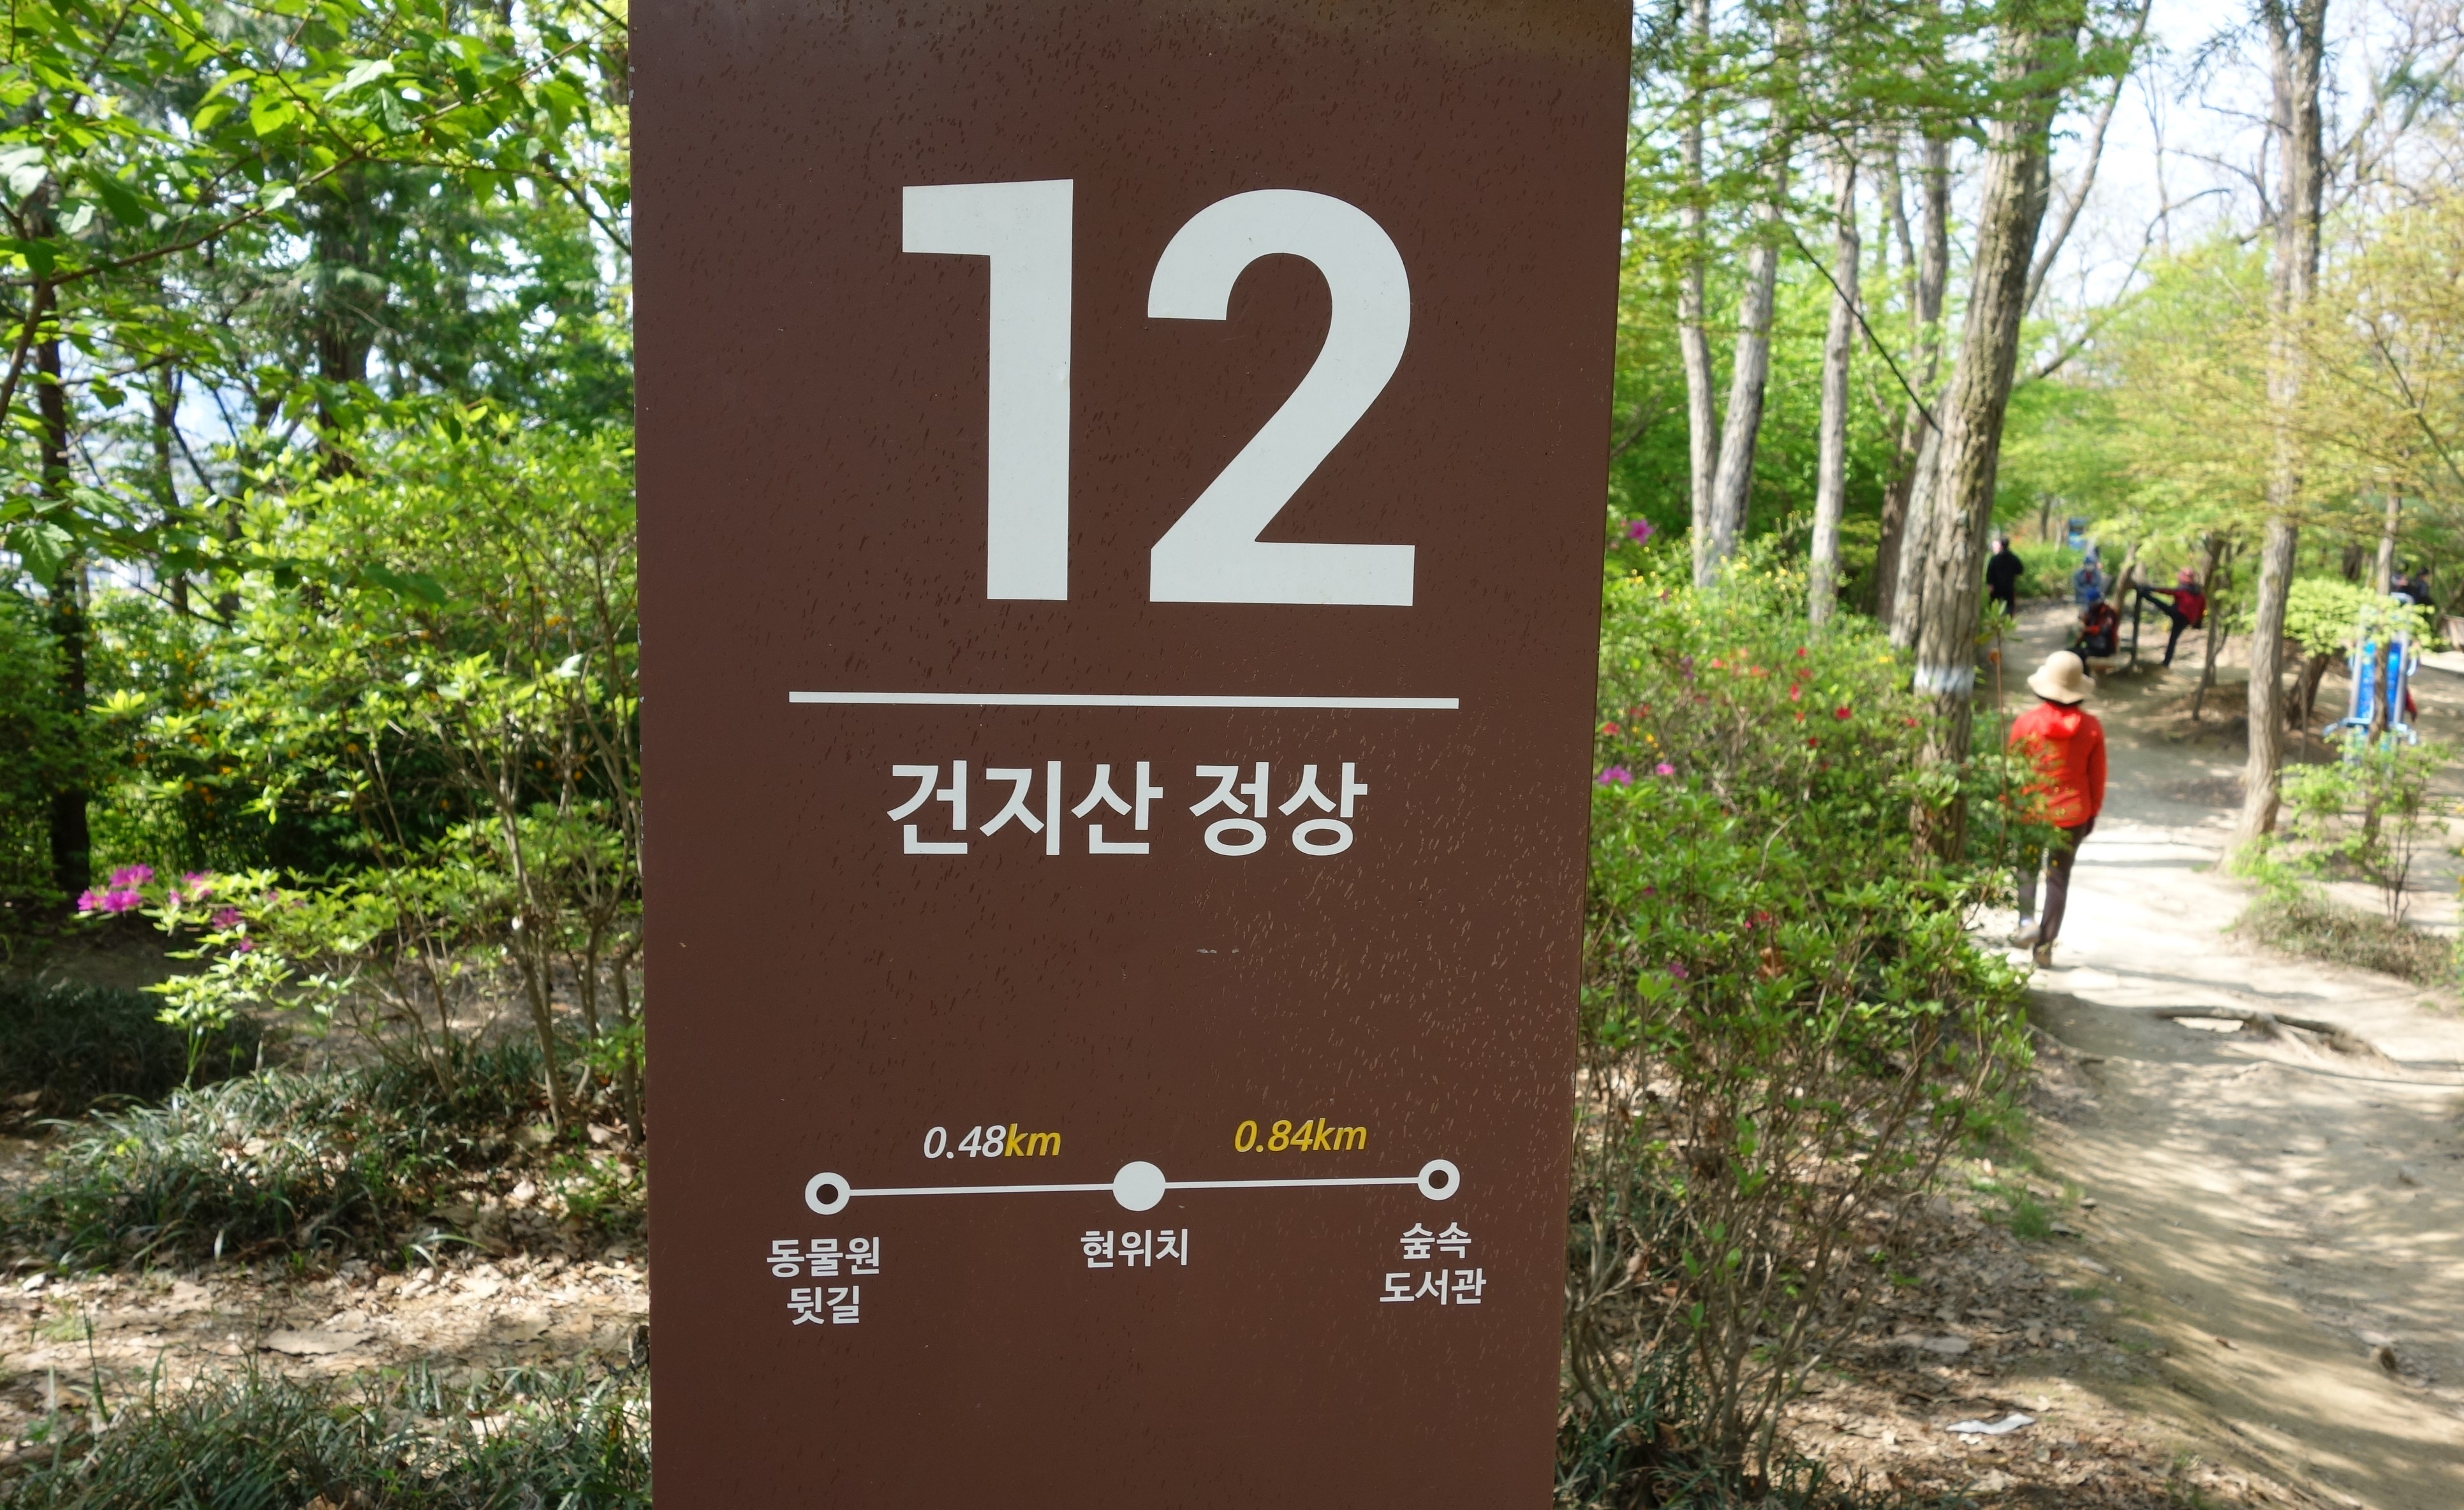 12
건지산 정상
0.48km 0.84km
동물원
뒷길
현위치
숲속
도서관